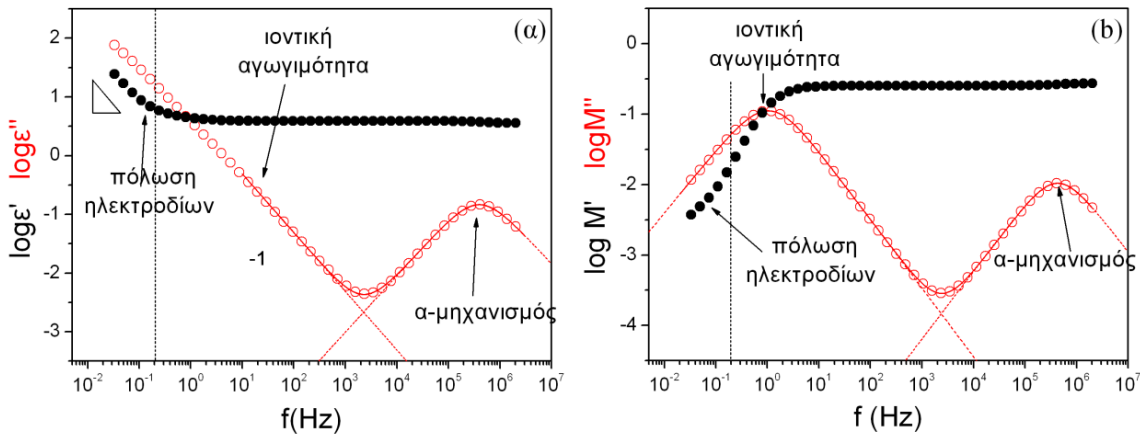 (α)
ιοντική
αγωγιμότητα
πόλωση
ηλεκτροδίων
-1
α-μηχανισμός
logε' logε''
2
1
0
-1
-2
-3
10-2 10-1 100 101 102 103 104 105 106 107
f(Hz)
(b)
ιοντική
αγωγιμότητα
πόλωση
ηλεκτροδίων
α-μηχανισμός
log M' logM''
0
-1
-2
-3
-4
10-2 10-1 100 101 102 103 104 105 106 107
f (Hz)